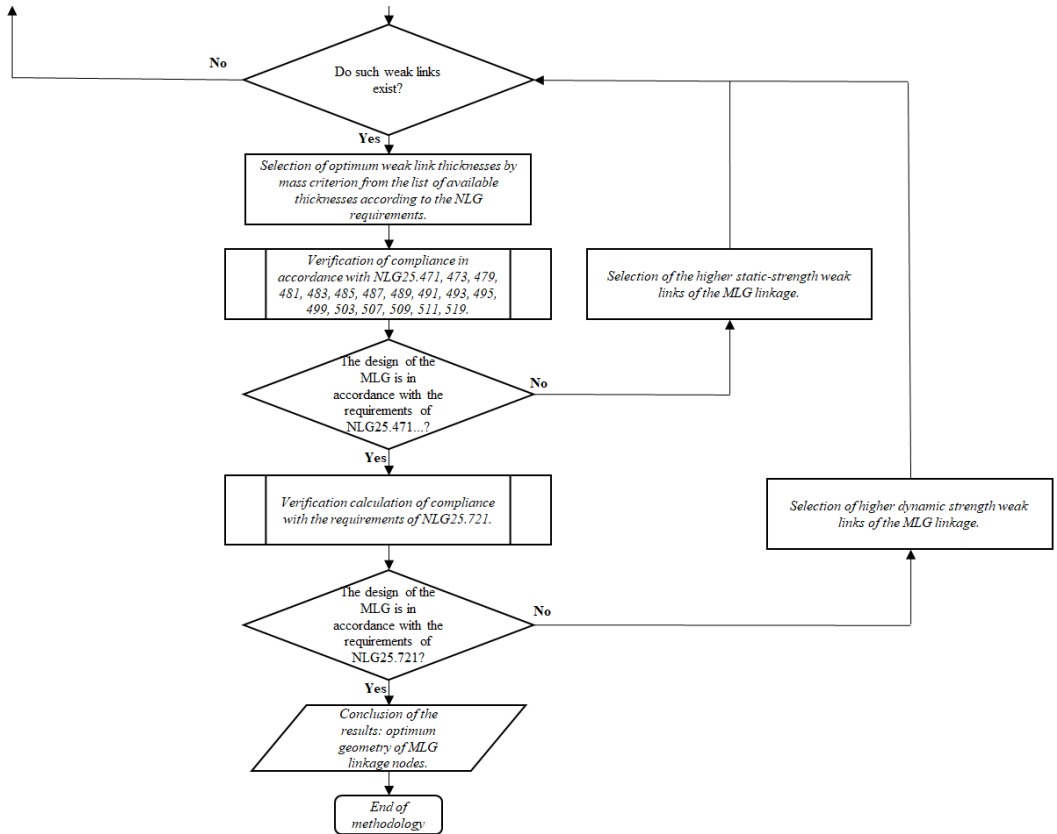 No
Do such weak links
exist?
Yes
Selection of optimum weak link thicknesses by
mass criterion from the list of available
thicknesses according to the NLG
requirements.
Verification of compliance in
accordance with NLG25.471, 473, 479,
481, 483, 485, 487, 489, 491, 493, 495,
499, 503, 507, 509, 511, 519.
Selection of the higher static-strength weak
links of the MLG linkage.
The design of the
MLG is in
accordance with the
requirements of
NLG25.471...?
No
Yes
Verification calculation of compliance
with the requirements of NLG25.721.
Selection of higher dynamic strength weak
links of the MLG linkage.
The design of the
MLG is in
accordance with the
requirements of
NLG25.721?
No
Yes
Conclusion of the
results: optimum
geometry of MLG
linkage nodes.
End of
methodology